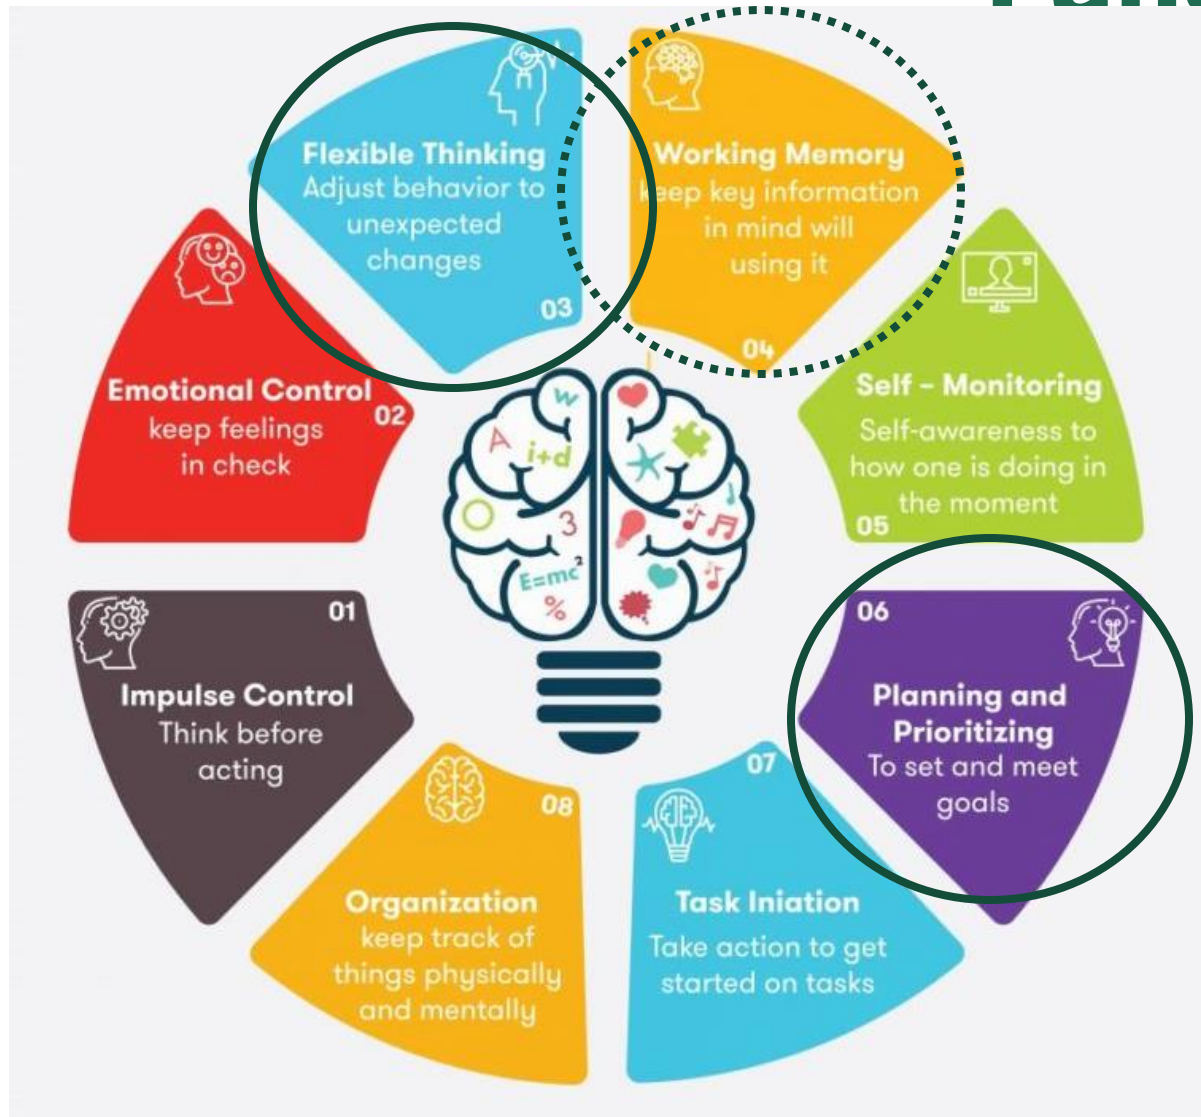 Flexible Thinking
Adjust behavior to
unexpected
changes
03
Working Memory
keep key information
in mind will
using it
04
Emotional Control
02
keep feelings
in check
Self - Monitoring
Self-awareness to
how one is doing in
the moment
05
w
A
i+d
3
E=mc²
%
01
Impulse Control
Think before
acting
06
Planning and
Prioritizing
To set and meet
goals
08
Organization
keep track of
things physically
and mentally
07
Task Iniation
Take action to get
started on tasks